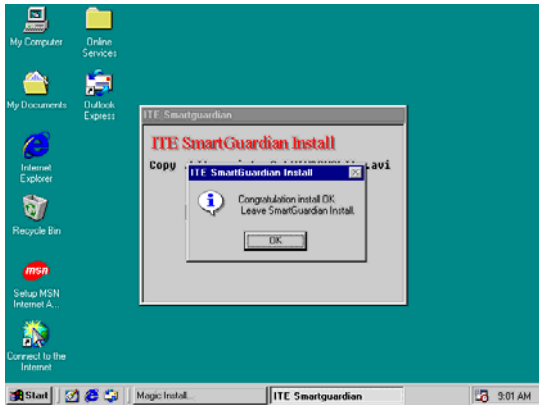 My Computer
Online
Services
My Documents
Outlook
Express
Internet
Explorer
Recycle Bin
msn
Setup MSN
Internet A...
Connect to the
Internet
ITE Smartguardian
ITE SmartGuardian Install
Copy
.avi
ITE SmartGuardian Install
Congratulation install OK
Leave SmartGuardian Install.
OK
Start
Magic Install...
ITE Smartguardian
9:01 AM